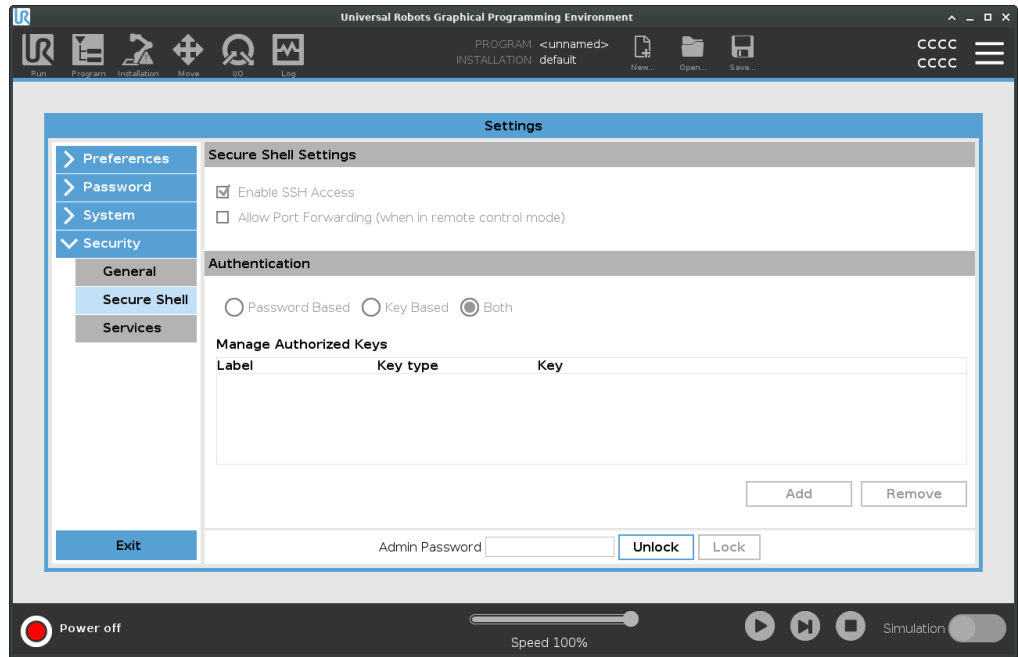 UR Universal Robots Graphical Programming Environment
UR
Run Program Installation Move I/O Log
PROGRAM <unnamed>
INSTALLATION default
New... Open... Save...
CCCC
CCCC
Settings
Preferences
Password
System
Security
General
Secure Shell
Services
Exit
Secure Shell Settings
Enable SSH Access
Allow Port Forwarding (when in remote control mode)
Authentication
Password Based Key Based Both
Manage Authorized Keys
Label Key type Key
Add Remove
Admin Password Unlock Lock
Power off
Speed 100%
Simulation